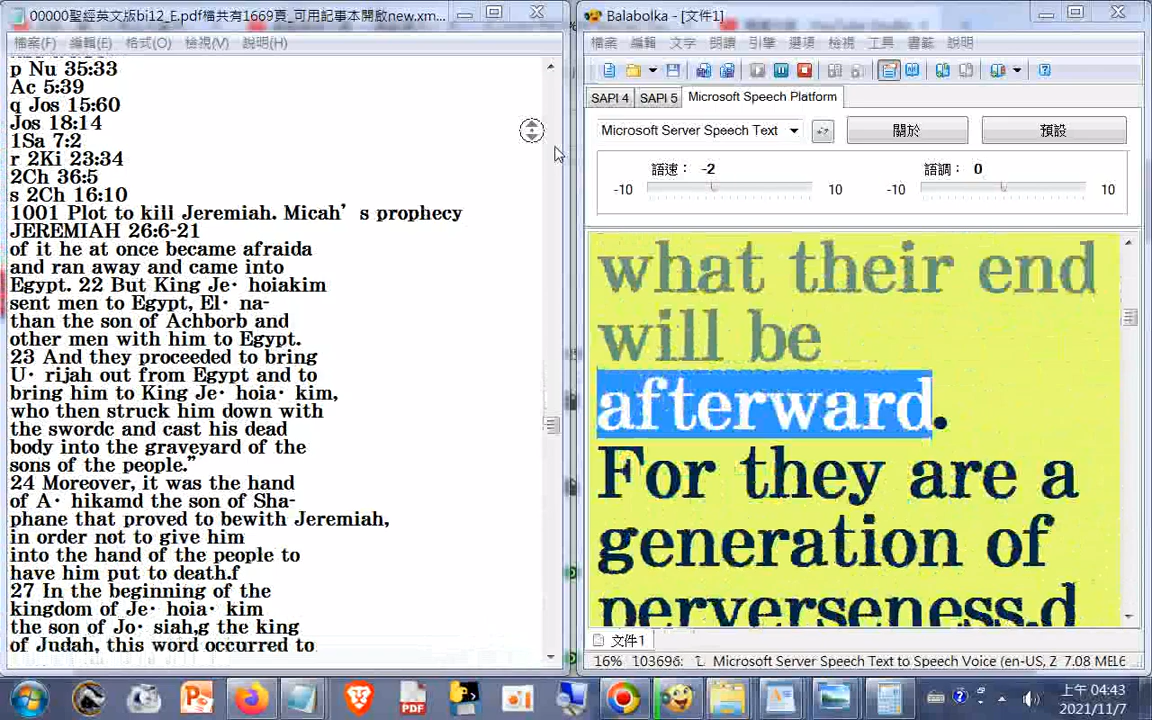 00000聖經英文版bi12_E.pdf檔共有1669頁_可用記事本開啟new.xm...
檔案(F) 編輯(E) 格式(O) 檢視(V) 說明(H)
p Nu 35:33
Ac 5:39
q Jos 15:60
Jos 18:14
1Sa 7:2
r 2Ki 23:34
2Ch 36:5
s 2Ch 16:10
1001 Plot to kill Jeremiah. Micah’s prophecy
JEREMIAH 26:6-21
of it he at once became afraida
and ran away and came into
Egypt. 22 But King Je· hoiakim
sent men to Egypt, El· na-
than the son of Achborb and
other men with him to Egypt.
23 And they proceeded to bring
U· rijah out from Egypt and to
bring him to King Je· hoia· kim,
who then struck him down with
the swordc and cast his dead
body into the graveyard of the
sons of the people.”
24 Moreover, it was the hand
of A· hikamd the son of Sha-
phane that proved to bewith Jeremiah,
in order not to give him
into the hand of the people to
have him put to death.f
27 In the beginning of the
kingdom of Je· hoia· kim
the son of Jo· siah,g the king
of Judah, this word occurred to
Balabolka - [文件1]
檔案 編輯 文字 朗讀 引擎 選項 檢視 工具 書籤 說明
SAPI 4 SAPI 5 Microsoft Speech Platform
Microsoft Server Speech Text 關於 預設
語速： -2 語調： 0
-10 10 -10 10
what their end
will be
afterward.
For they are a
generation of
perverseness,d
文件1
16% Microsoft Server Speech Text to Speech Voice (en-US, Z
上午 04:43
2021/11/7